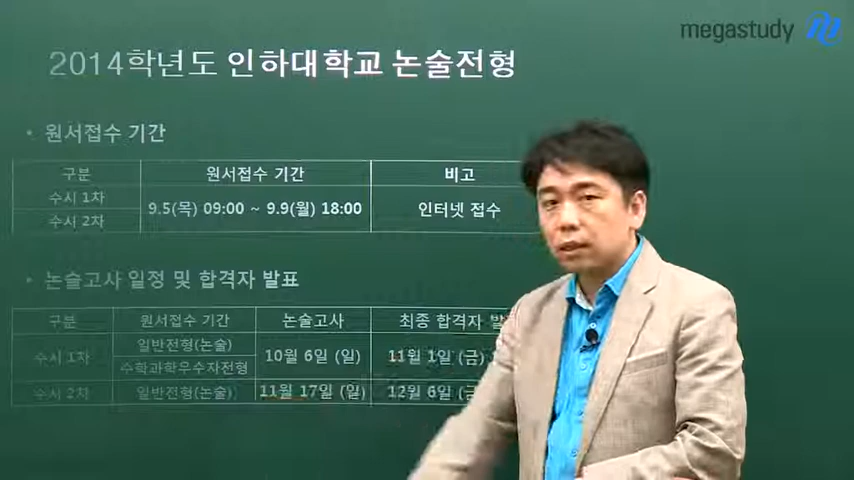 megastudy
2014학년도 인하대학교 논술전형
• 원서접수 기간
구분 원서접수 기간 비고
수시 1차
9.5(목) 09:00 ~ 9.9(월) 18:00 인터넷 접수
수시 2차
• 논술고사 일정 및 합격자 발표
구분 원서접수 기간 논술고사 최종 합격자
수시 1차 일반전형(논술) 10월 6일 (일) 11월 1일 (금)
수학과학우수자전형
수시 2차 일반전형(논술) 11월 17일 (일) 12월 6일